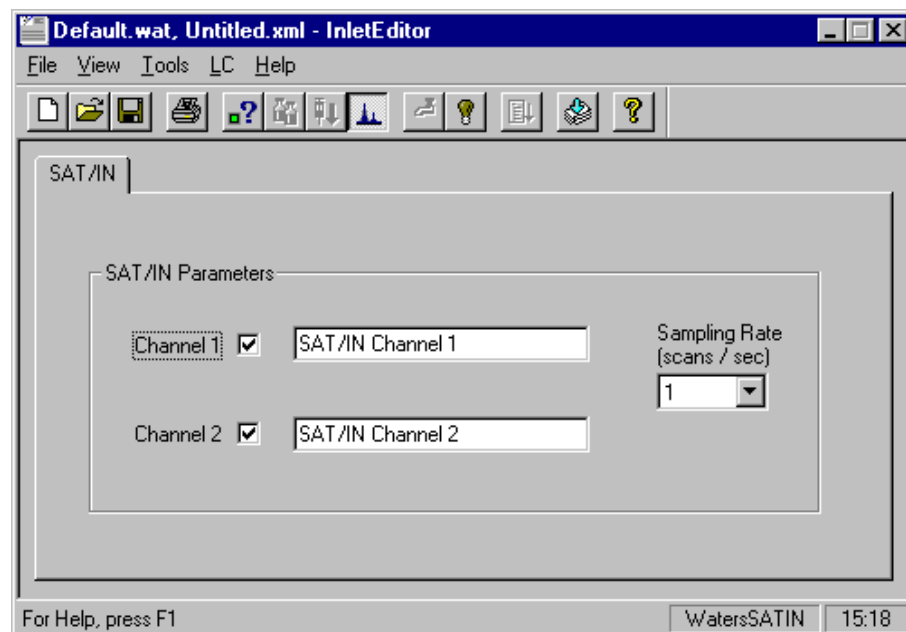 Default.wat, Untitled.xml - InletEditor
File View Tools LC Help
SAT/IN
SAT/IN Parameters
Channel 1
SAT/IN Channel 1
Sampling Rate
(scans / sec)
1
Channel 2
SAT/IN Channel 2
For Help, press F1
WatersSATIN
15:18